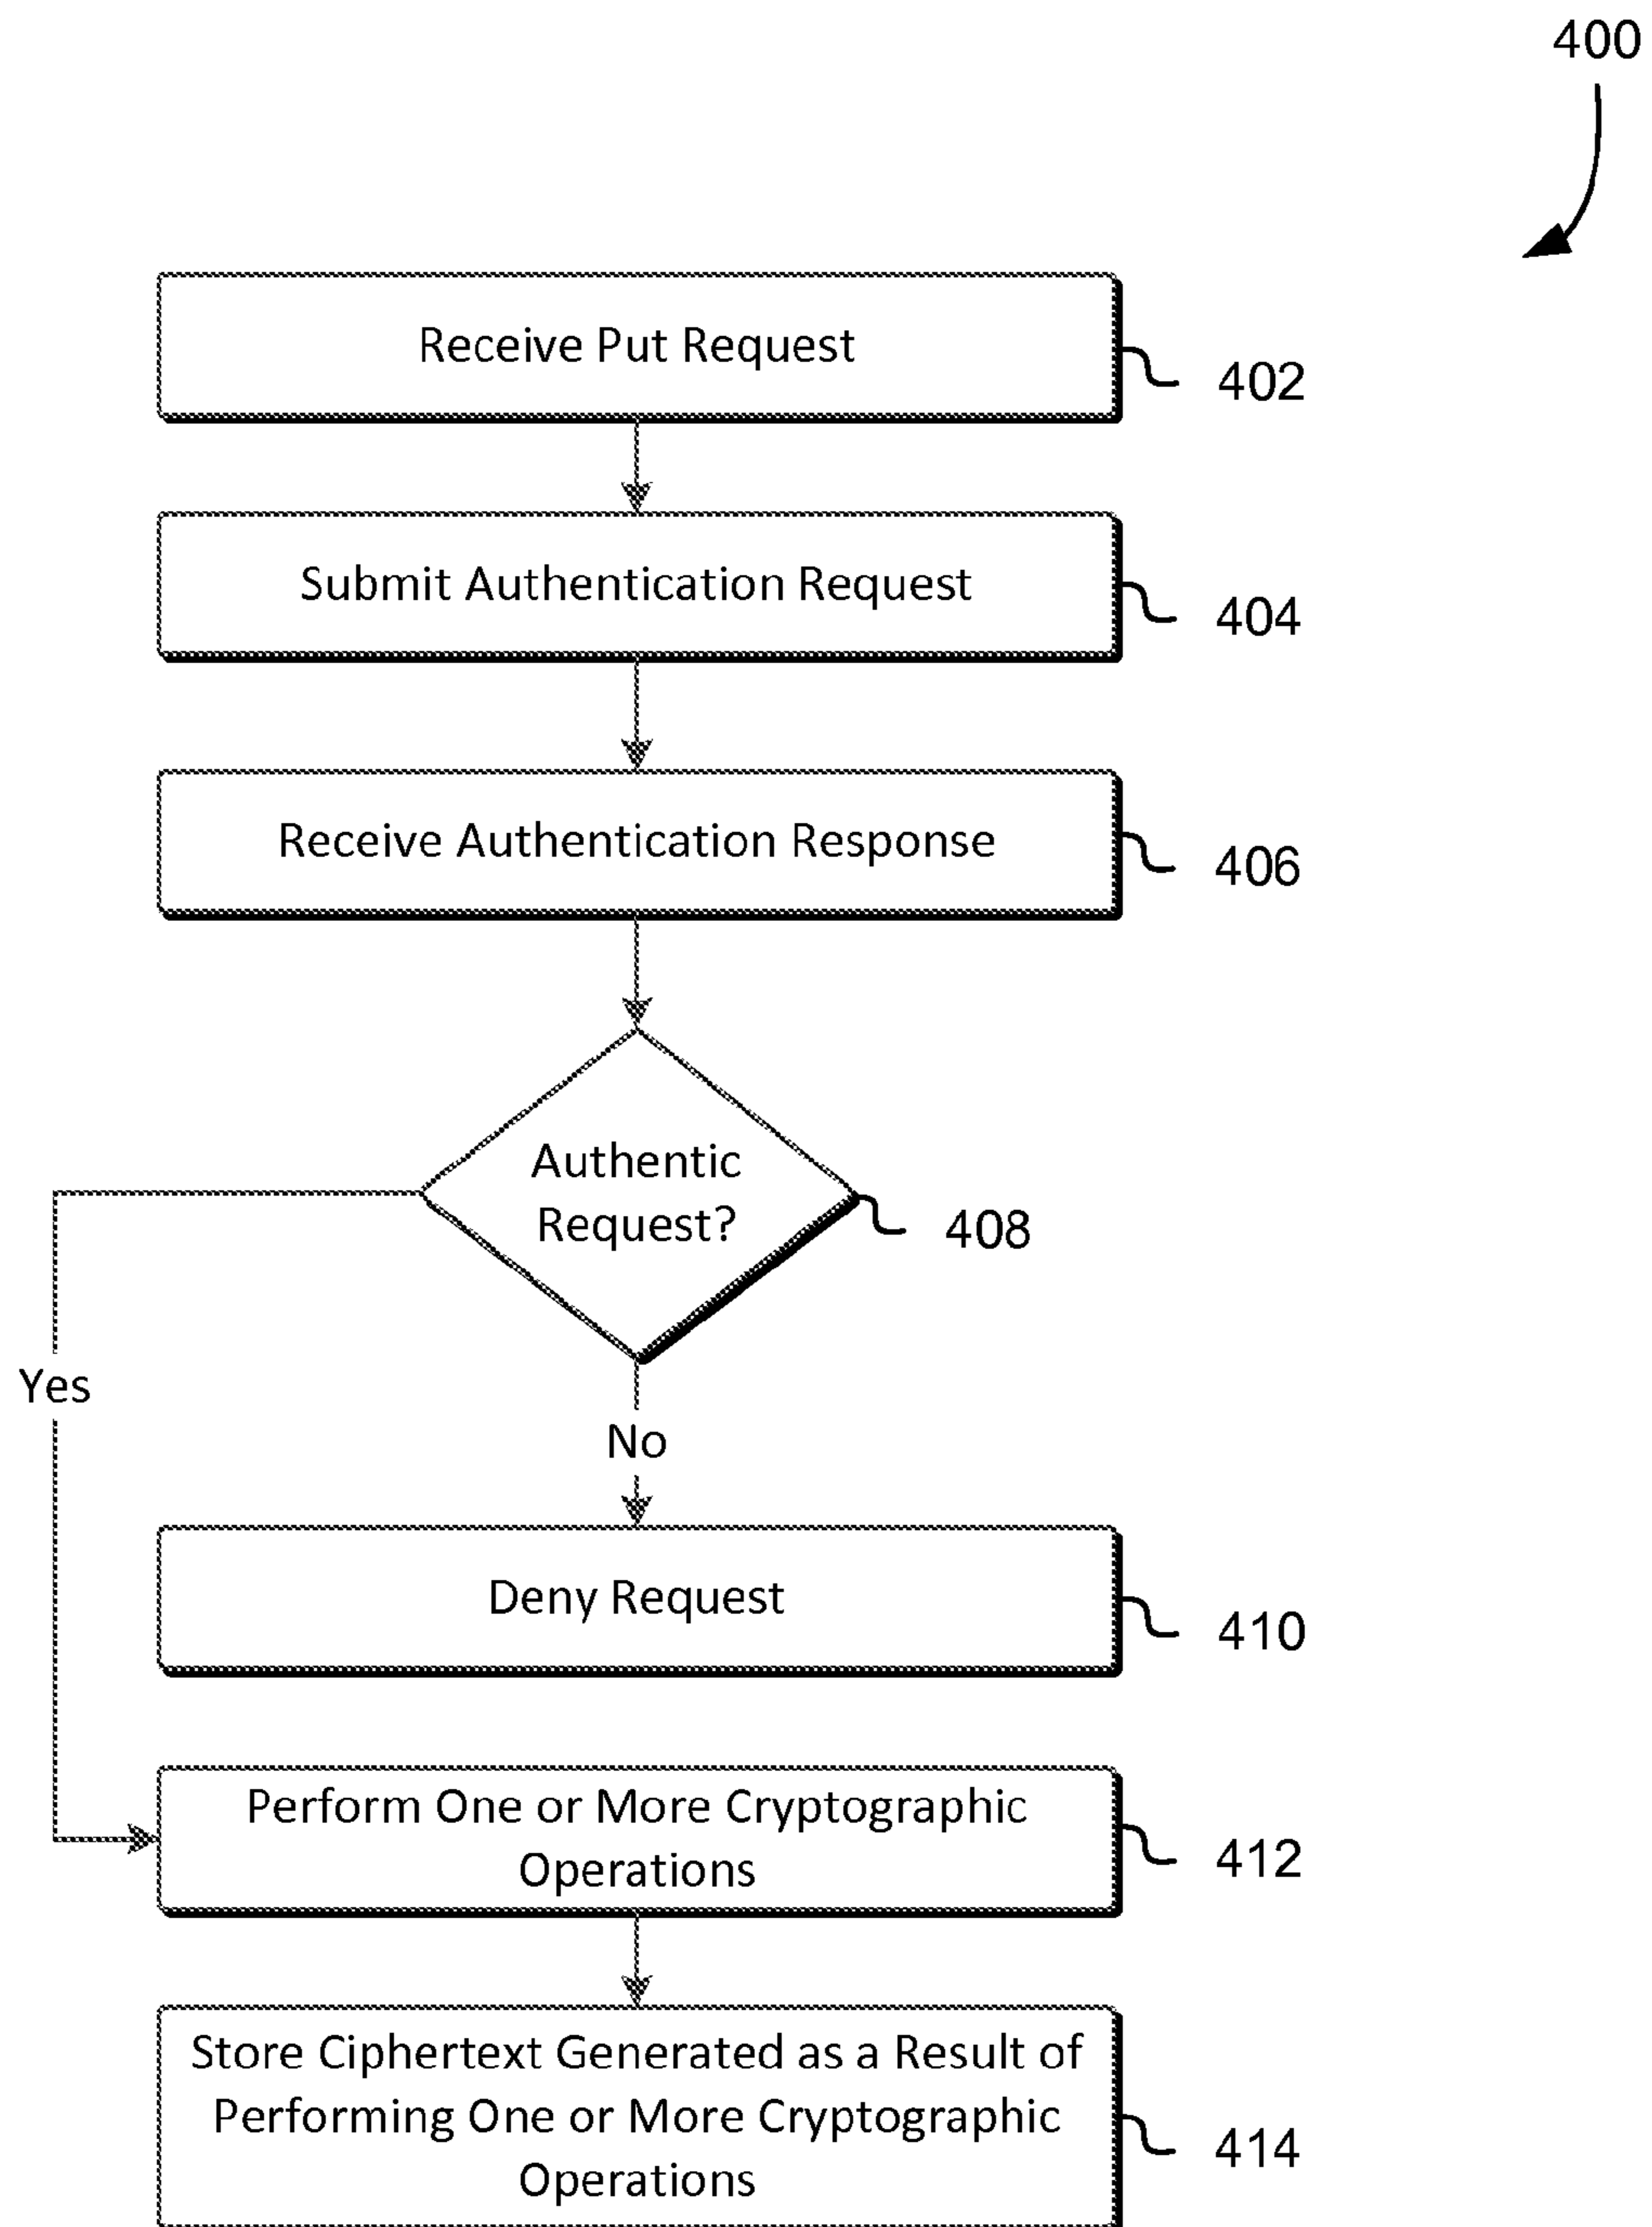 400
Receive Put Request
402
Submit Authentication Request
404
Receive Authentication Response
406
Authentic
Request?
408
Yes
No
Deny Request
410
Perform One or More Cryptographic
Operations
412
Store Ciphertext Generated as a Result of
Performing One or More Cryptographic
Operations
414